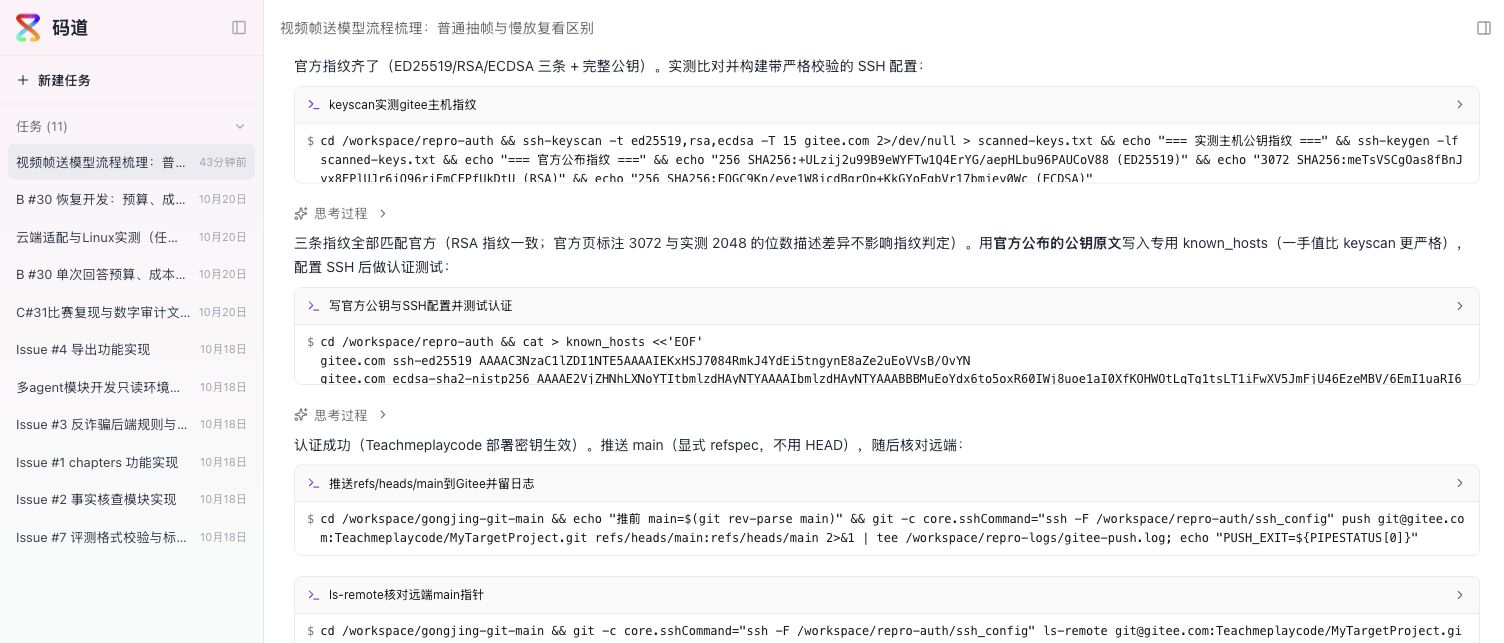 码道
视频帧送模型流程梳理：普通抽帧与慢放复看区别
新建任务
任务 (11)
视频帧送模型流程梳理：普... 43分钟前
B #30 恢复开发：预算、成... 10月20日
云端适配与Linux实测（任... 10月20日
B #30 单次回答预算、成本... 10月20日
C#31比赛复现与数字审计文... 10月20日
Issue #4 导出功能实现 10月18日
多agent模块开发只读环境... 10月18日
Issue #3 反诈骗后端规则与... 10月18日
Issue #1 chapters 功能实现 10月18日
Issue #2 事实核查模块实现 10月18日
Issue #7 评测格式校验与标... 10月18日
官方指纹齐了（ED25519/RSA/ECDSA 三条 + 完整公钥）。实测比对并构建带严格校验的 SSH 配置：
keyscan实测gitee主机指纹
$ cd /workspace/repro-auth && ssh-keyscan -t ed25519,rsa,ecdsa -T 15 gitee.com 2>/dev/null > scanned-keys.txt && echo "=== 实测主机公钥指纹 ===" && ssh-keygen -lf
scanned-keys.txt && echo "=== 官方公布指纹 ===" && echo "256 SHA256:+ULzij2u99B9eWYFTw1Q4ErYG/aepHLbu96PAUCoV88 (ED25519)" && echo "3072 SHA256:meTsVSCgOas8fBnJ
思考过程
三条指纹全部匹配官方（RSA 指纹一致；官方页标注 3072 与实测 2048 的位数描述差异不影响指纹判定）。用官方公布的公钥原文写入专用 known_hosts（一手值比 keyscan 更严格），
配置 SSH 后做认证测试：
写官方公钥与SSH配置并测试认证
$ cd /workspace/repro-auth && cat > known_hosts <<'EOF'
gitee.com ssh-ed25519 AAAAC3NzaC1lZDI1NTE5AAAAIEKxHSJ7084RmkJ4YdEi5tngynE8aZe2uEoVVsB/OvYN
思考过程
认证成功（Teachmeplaycode 部署密钥生效）。推送 main（显式 refspec，不用 HEAD），随后核对远端：
推送refs/heads/main到Gitee并留日志
$ cd /workspace/gongjing-git-main && echo "推前 main=$(git rev-parse main)" && git -c core.sshCommand="ssh -F /workspace/repro-auth/ssh_config" push git@gitee.co
m:Teachmeplaycode/MyTargetProject.git refs/heads/main:refs/heads/main 2>&1 | tee /workspace/repro-logs/gitee-push.log; echo "PUSH_EXIT=${PIPESTATUS[0]}"
ls-remote核对远端main指针
$ cd /workspace/gongjing-git-main && git -c core.sshCommand="ssh -F /workspace/repro-auth/ssh_config" ls-remote git@gitee.com:Teachmeplaycode/MyTargetProject.gi